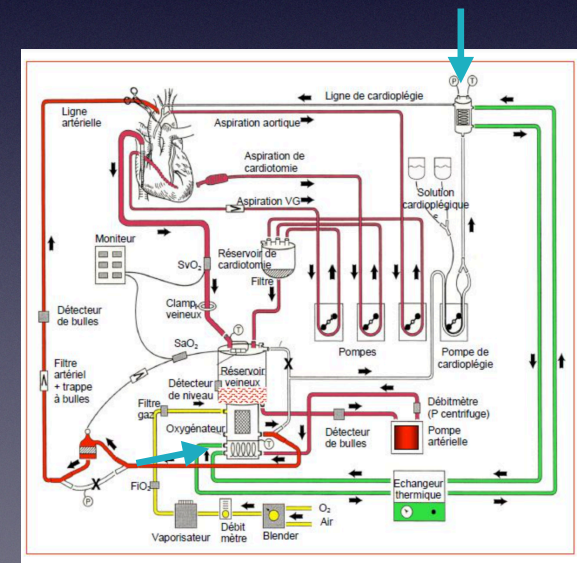 P T
Ligne de cardioplégie
Ligne
artérielle
Aspiration aortique
Aspiration de
cardiotomie
Solution
cardioplégique
Aspiration VG
Moniteur
SvO₂
Réservoir de
cardiotomie
Filtre
Clamp
veineux
Détecteur
de bulles
T
SaO₂
Pompes
Pompe de
cardioplégie
X
Filtre
artériel
+ trappe
à bulles
Réservoir
veineux
Détecteur
de niveau
Filtre
gaz
Débitmètre
(P centrifuge)
Oxygénateur
Détecteur
de bulles
Pompe
artérielle
X
P
FiO₂
Echangeur
thermique
O₂
Air
Vaporisateur
Débit
mètre
Blender